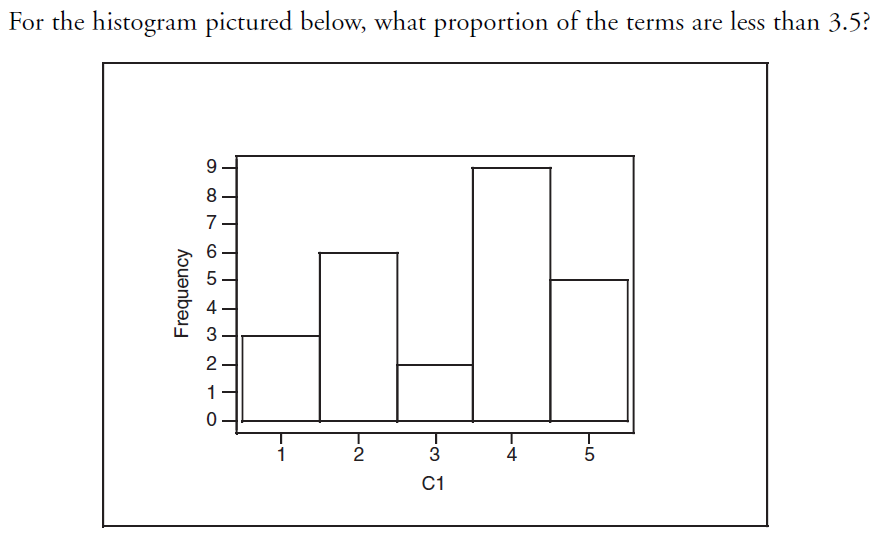 For the histogram pictured below, what proportion of the terms are less than 3.5?
9
8
7
6
5
4
3
2
1
0
Frequency
1 2 3 4 5
C1